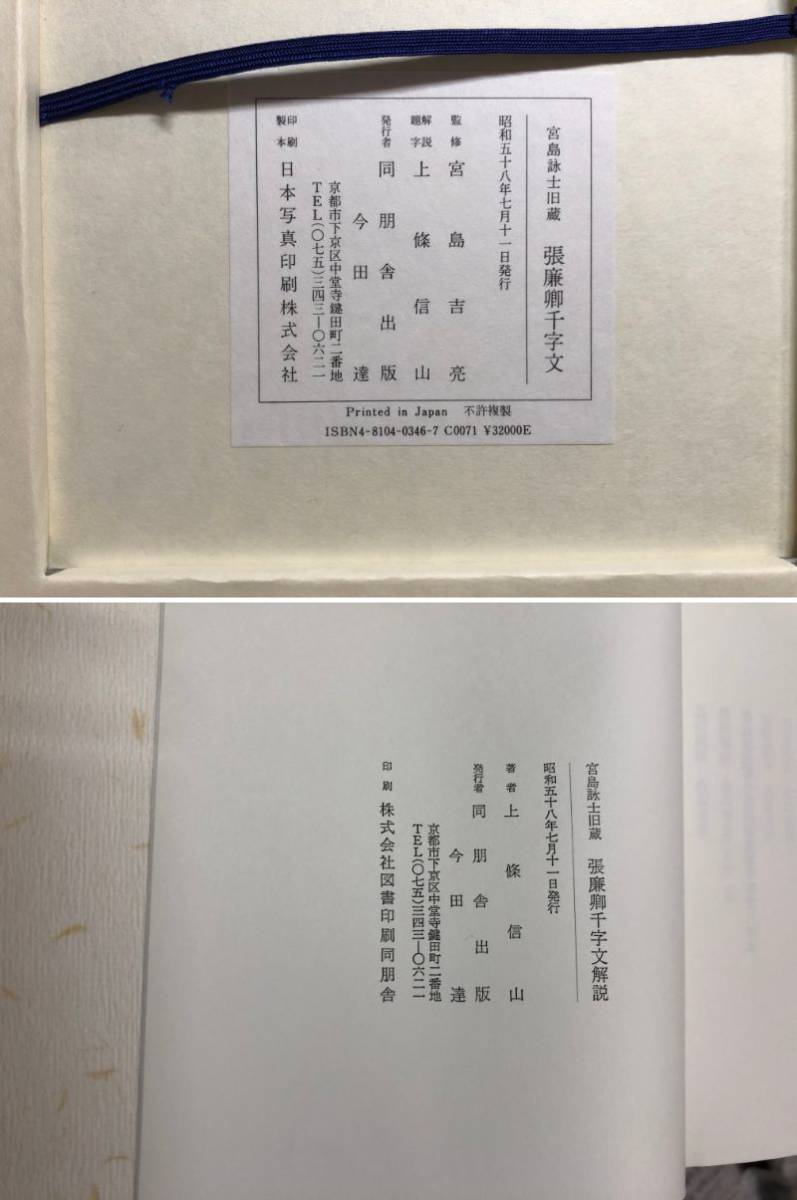 宮島詠士旧蔵 張廉卿千字文
昭和五十八年七月十一日発行
監修 宮島吉亮
解説
題字 上條信山
発行者 同朋舎出版
今田達
京都市下京区中堂寺鍵田町二番地
TEL(〇七五)三四三―〇六二一
印刷
製本 日本写真印刷株式会社
Printed in Japan 不許複製
ISBN4-8104-0346-7 C0071 ¥32000E
宮島詠士旧蔵 張廉卿千字文解説
昭和五十八年七月十一日発行
著者 上條信山
発行者 同朋舎出版
今田達
京都市下京区中堂寺鍵田町二番地
TEL(〇七五)三四三―〇六二一
印刷 株式会社図書印刷同朋舎